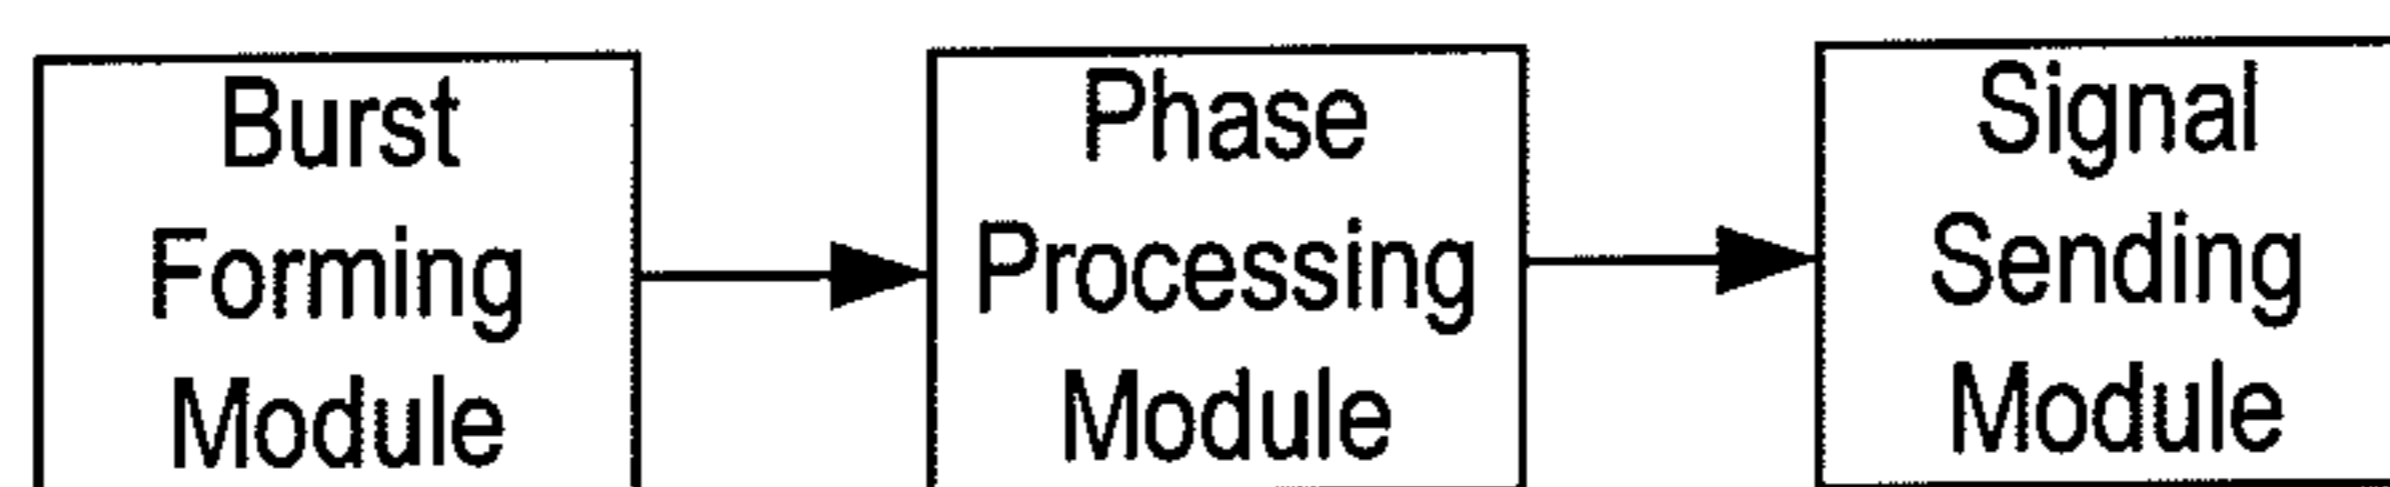 Burst
Forming
Module
Phase
Processing
Module
Signal
Sending
Module